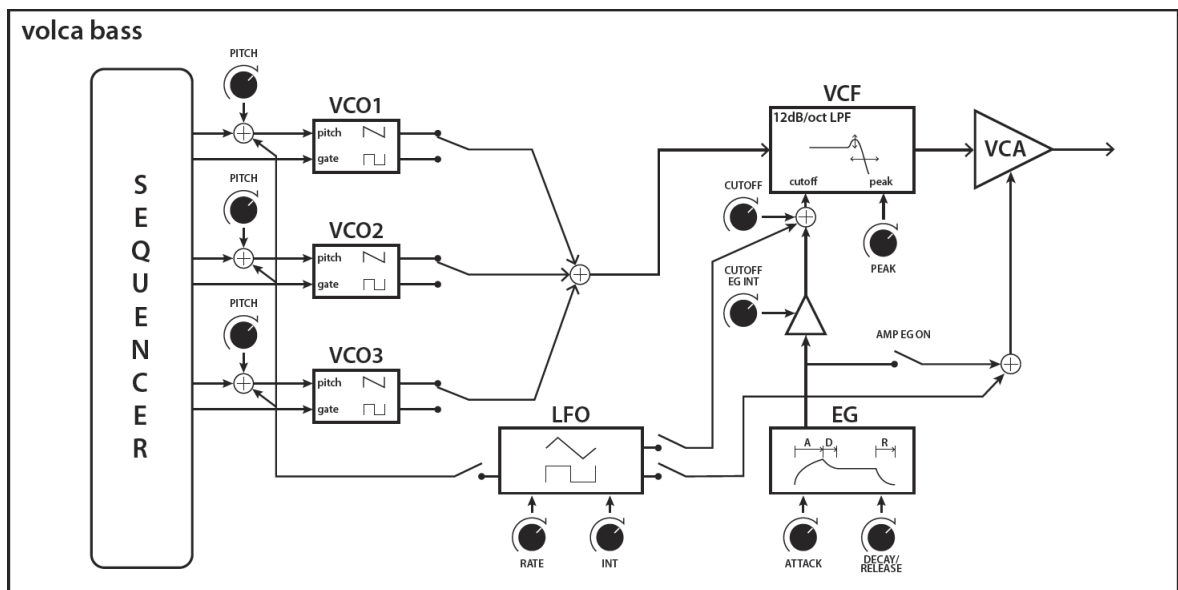 volca bass
SEQUENCER
PITCH
VCO1
pitch
gate
PITCH
VCO2
pitch
gate
PITCH
VCO3
pitch
gate
LFO
RATE
INT
VCF
12dB/oct LPF
cutoff
peak
CUTOFF
CUTOFF
EG INT
PEAK
VCA
AMP EG ON
EG
A
D
R
ATTACK
DECAY/
RELEASE